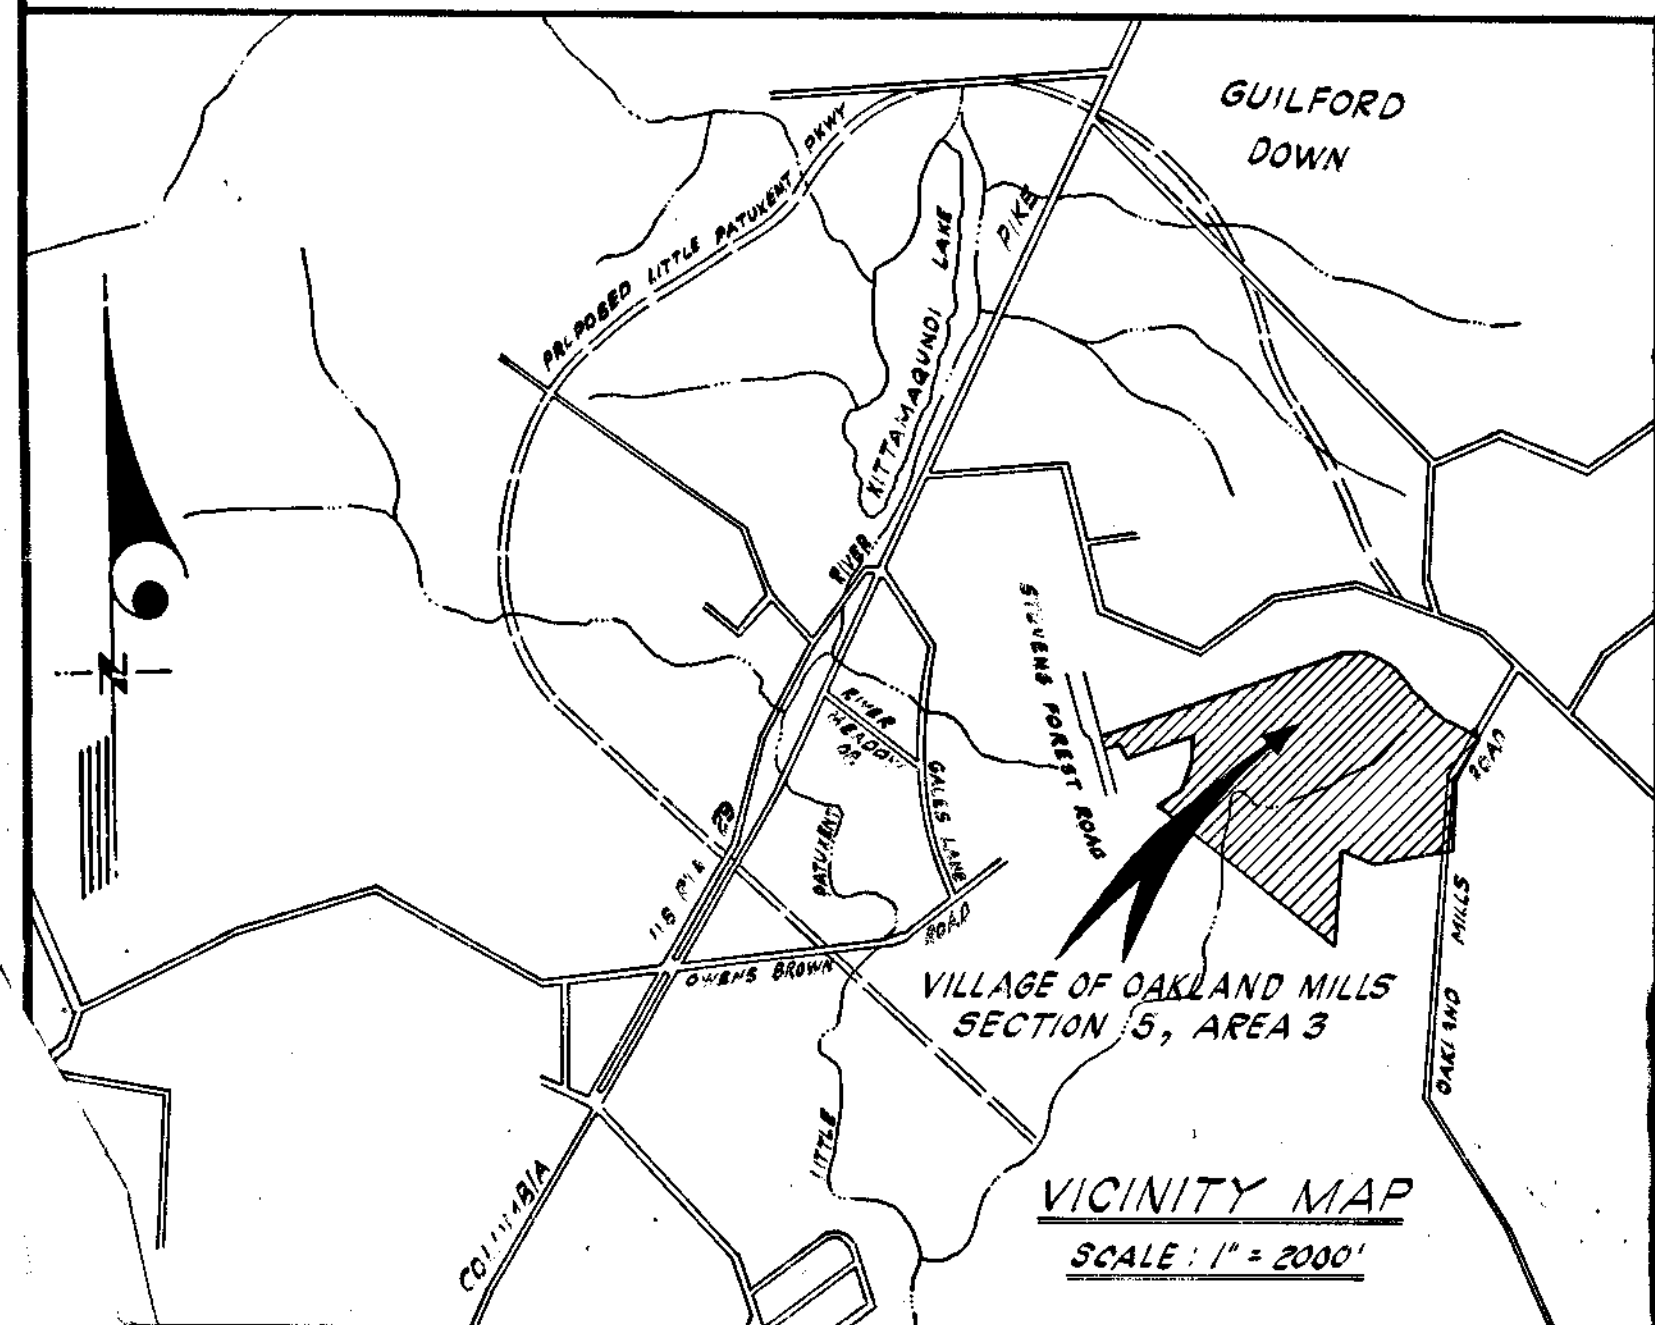 GUILFORD
DOWN
PROPOSED LITTLE PATUXENT PKWY
KITTAMAQUNDI LAKE
PIKE
RIVER
N
STEVENS FOREST ROAD
RIVER
MEADOWS
DR.
GALES LANE
ROAD
29
PATUXENT
ROAD
OWENS BROWN
VILLAGE OF OAKLAND MILLS
SECTION 5, AREA 3
OAKLAND MILLS
LITTLE
COLUMBIA
VICINITY MAP
SCALE: 1" = 2000'